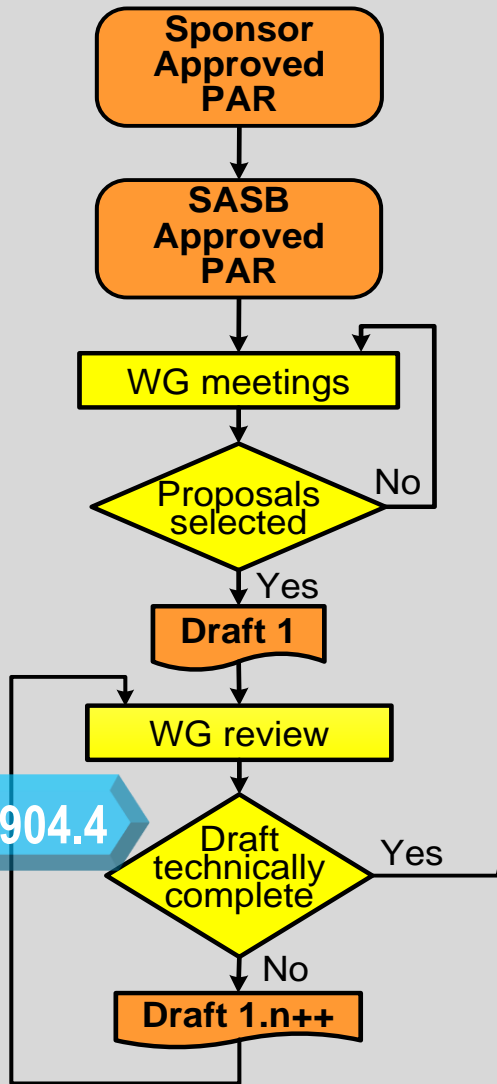 Sponsor
Approved
PAR
SASB
Approved
PAR
WG meetings
Proposals
selected
No
Yes
Draft 1
WG review
904.4
Draft
technically
complete
Yes
No
Draft 1.n++